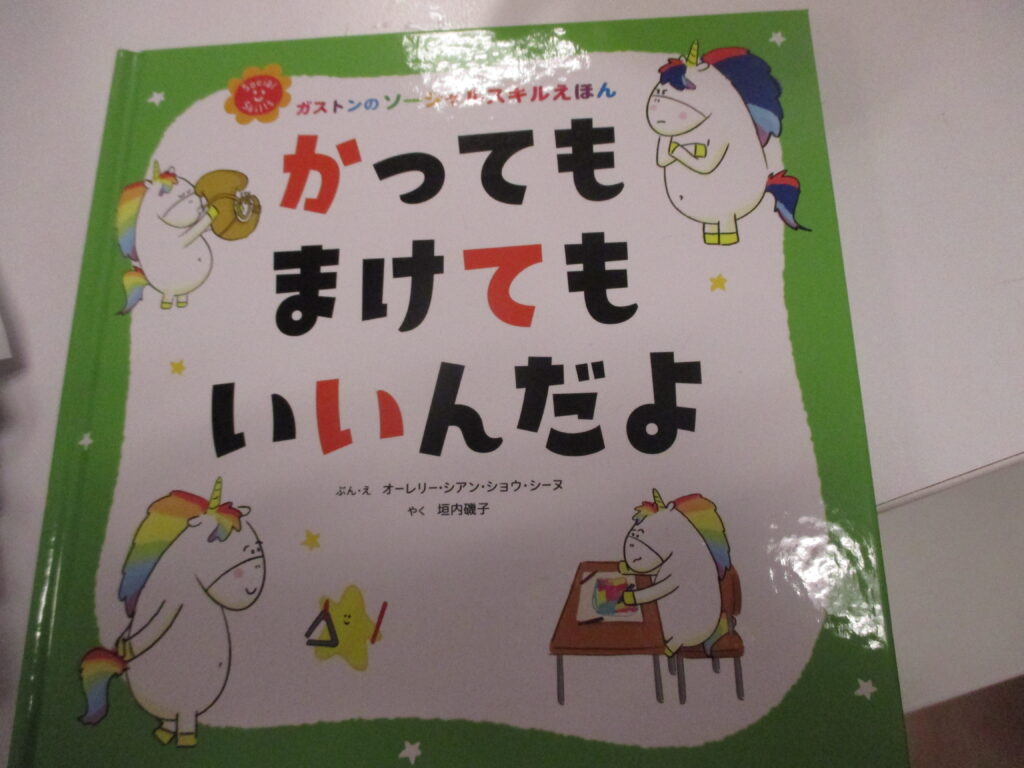 Social Skills
ガストンのソーシャルスキルえほん
かっても
まけても
いいんだよ
ぶん・え オーレリー・シアン・ショウ・シーヌ
やく 垣内磯子